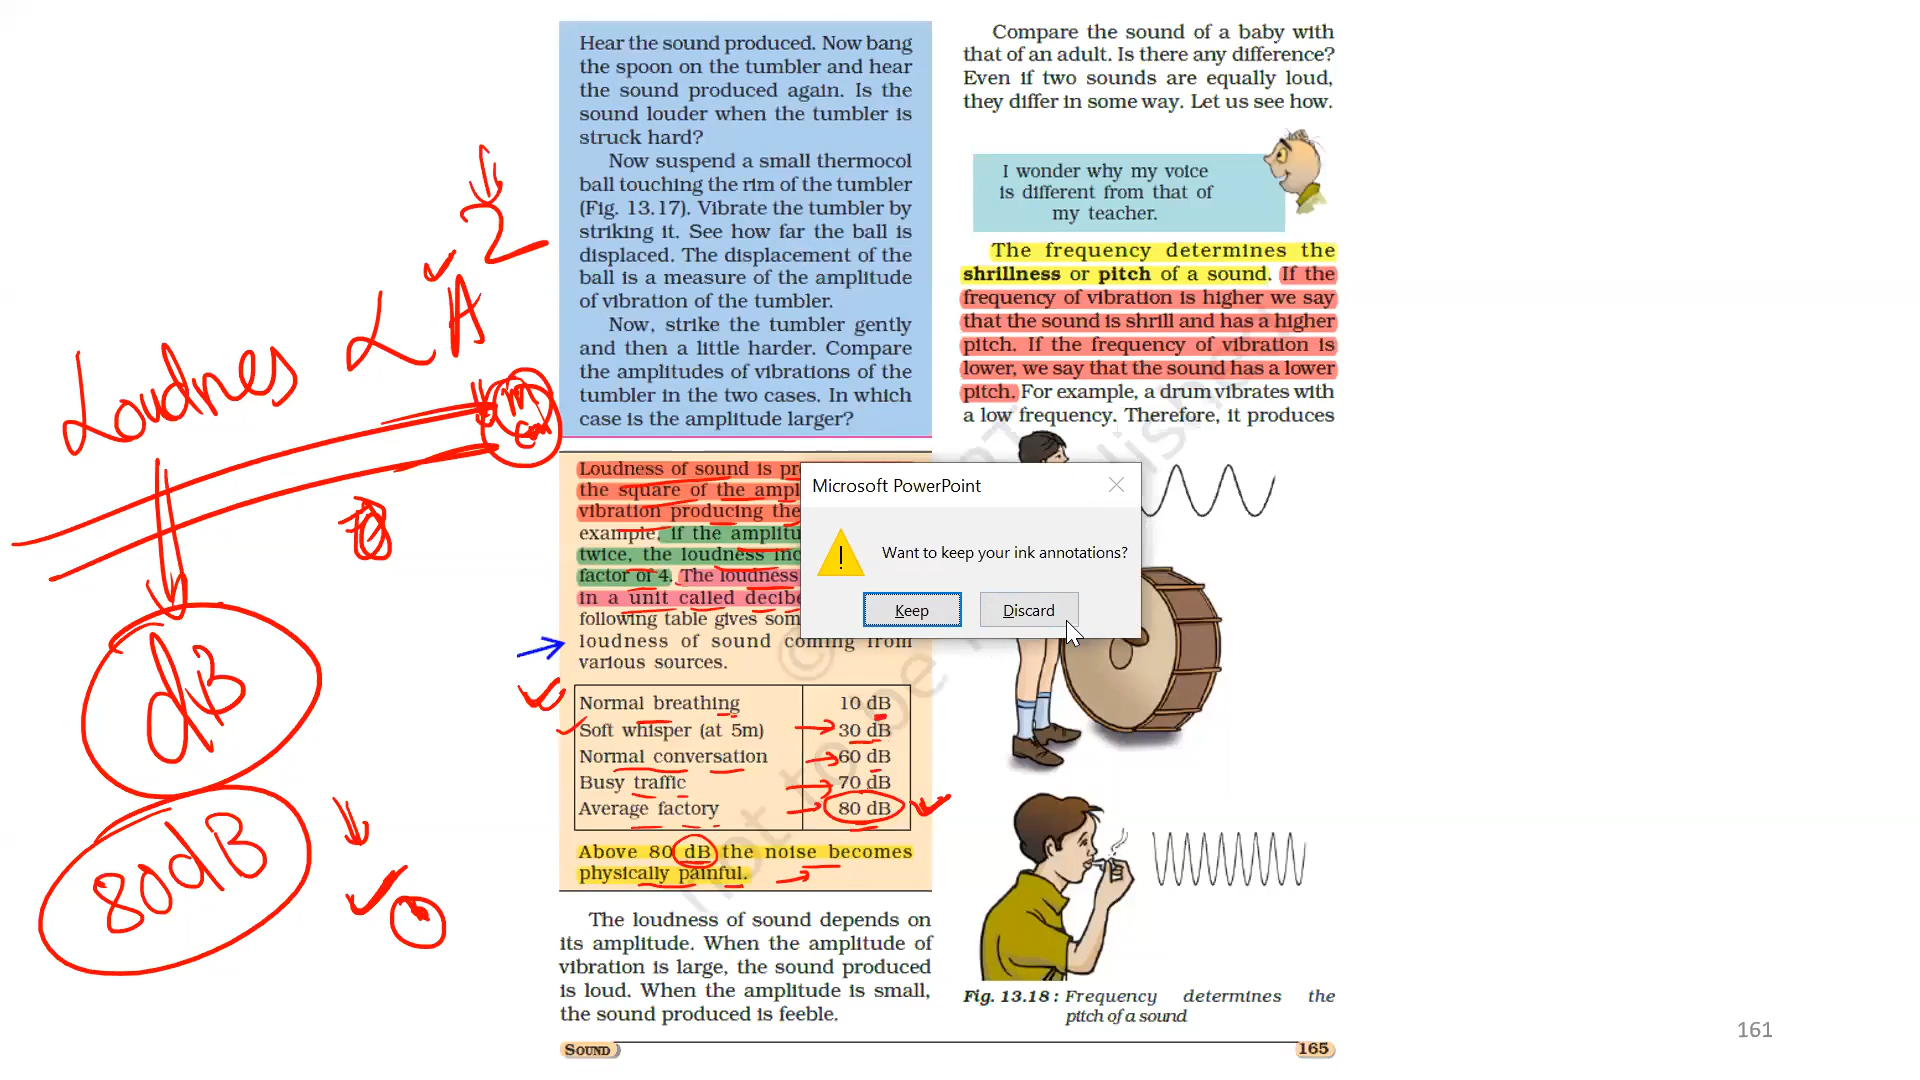 Hear the sound produced. Now bang
the spoon on the tumbler and hear
the sound produced again. Is the
sound louder when the tumbler is
struck hard?
Now suspend a small thermocol
ball touching the rim of the tumbler
(Fig. 13.17). Vibrate the tumbler by
striking it. See how far the ball is
displaced. The displacement of the
ball is a measure of the amplitude
of vibration of the tumbler.
Now, strike the tumbler gently
and then a little harder. Compare
the amplitudes of vibrations of the
tumbler in the two cases. In which
case is the amplitude larger?
Loudness α A 2
dB
80dB
Loudness of sound is pr
the square of the ampl
vibration producing the
example, if the amplitu
twice, the loudness inc
factor of 4. The loudness
in a unit called decibe
following table gives som
loudness of sound coming from
various sources.
Normal breathing 10 dB
Soft whisper (at 5m) 30 dB
Normal conversation 60 dB
Busy traffic 70 dB
Average factory 80 dB
Above 80 dB the noise becomes
physically painful.
The loudness of sound depends on
its amplitude. When the amplitude of
vibration is large, the sound produced
is loud. When the amplitude is small,
the sound produced is feeble.
Compare the sound of a baby with
that of an adult. Is there any difference?
Even if two sounds are equally loud,
they differ in some way. Let us see how.
I wonder why my voice
is different from that of
my teacher.
The frequency determines the
shrillness or pitch of a sound. If the
frequency of vibration is higher we say
that the sound is shrill and has a higher
pitch. If the frequency of vibration is
lower, we say that the sound has a lower
pitch. For example, a drum vibrates with
a low frequency. Therefore, it produces
Microsoft PowerPoint
Want to keep your ink annotations?
Keep
Discard
Fig. 13.18 : Frequency determines the
pitch of a sound
SOUND
165
161